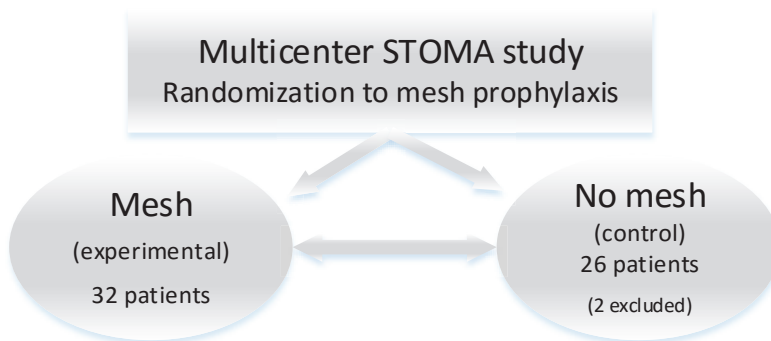 Multicenter STOMA study
Randomization to mesh prophylaxis
Mesh
(experimental)
32 patients
No mesh
(control)
26 patients
(2 excluded)